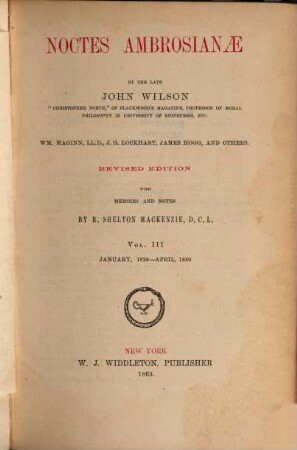 NOCTES AMBROSIANÆ
BY THE LATE
JOHN WILSON
"CHRISTOPHER NORTH," OF BLACKWOOD'S MAGAZINE, PROFESSOR OF MORAL
PHILOSOPHY IN UNIVERSITY OF EDINBURGH, ETC.
WM. MAGINN, LL.D., J. G. LOCKHART, JAMES HOGG, AND OTHERS.
REVISED EDITION
WITH
MEMOIRS AND NOTES
BY R. SHELTON MACKENZIE, D. C. L.
VOL. III
JANUARY, 1828—APRIL, 1830
NEW YORK
W. J. WIDDLETON, PUBLISHER
1863.